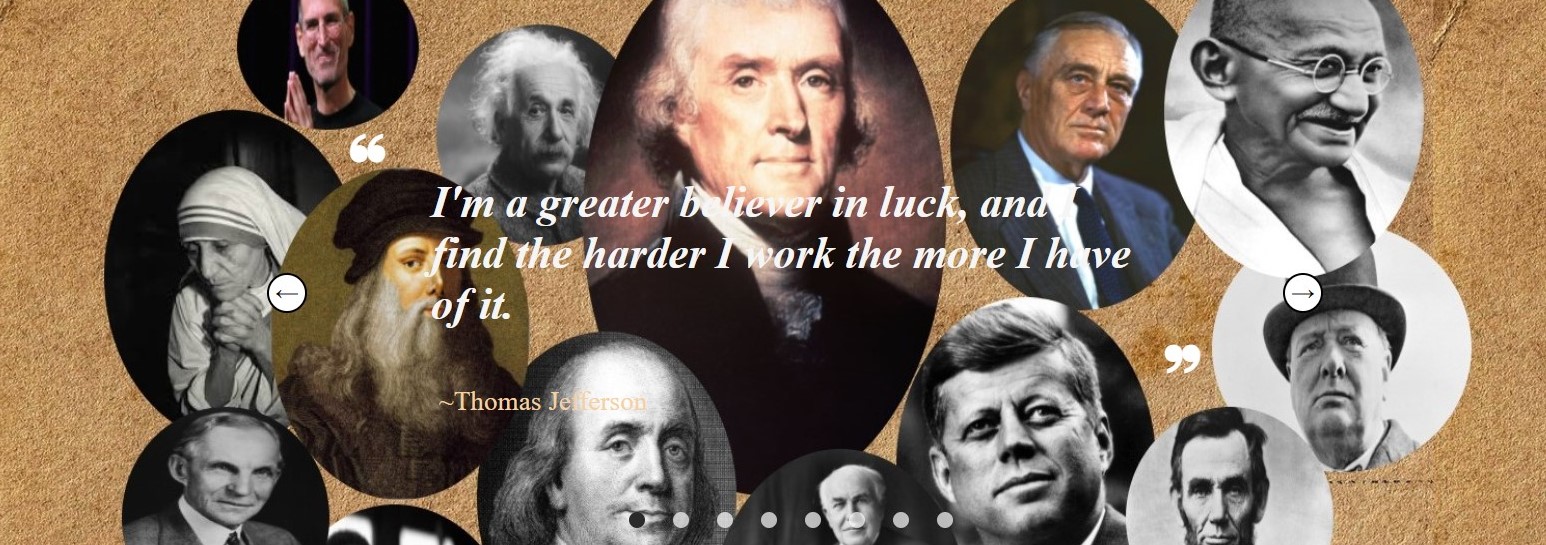 I'm a greater believer in luck, and I
find the harder I work the more I have
of it.
~Thomas Jefferson